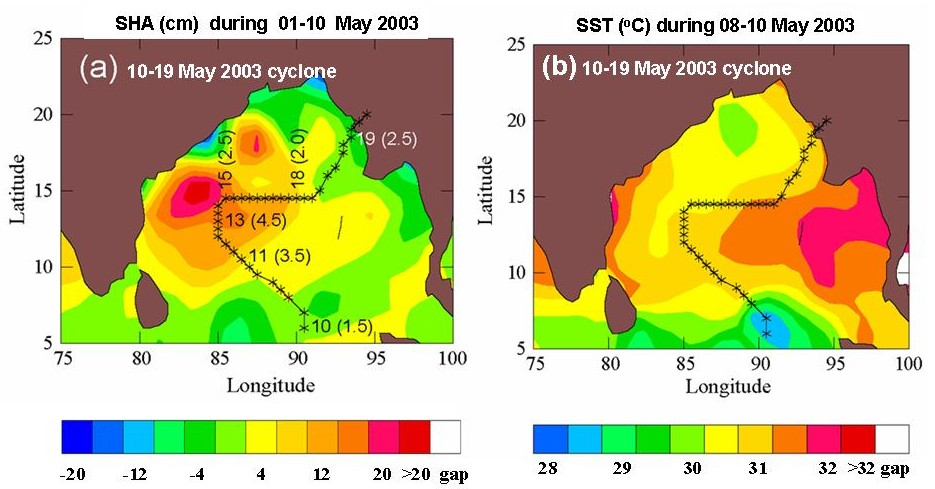 SHA (cm) during 01-10 May 2003
(a) 10-19 May 2003 cyclone
25
20
15
10
5
Latitude
15 (2.5)
18 (2.0)
19 (2.5)
13 (4.5)
11 (3.5)
10 (1.5)
75 80 85 90 95 100
Longitude
-20 -12 -4 4 12 20 >20 gap
SST (ºC) during 08-10 May 2003
(b) 10-19 May 2003 cyclone
25
20
15
10
5
Latitude
75 80 85 90 95 100
Longitude
28 29 30 31 32 >32 gap